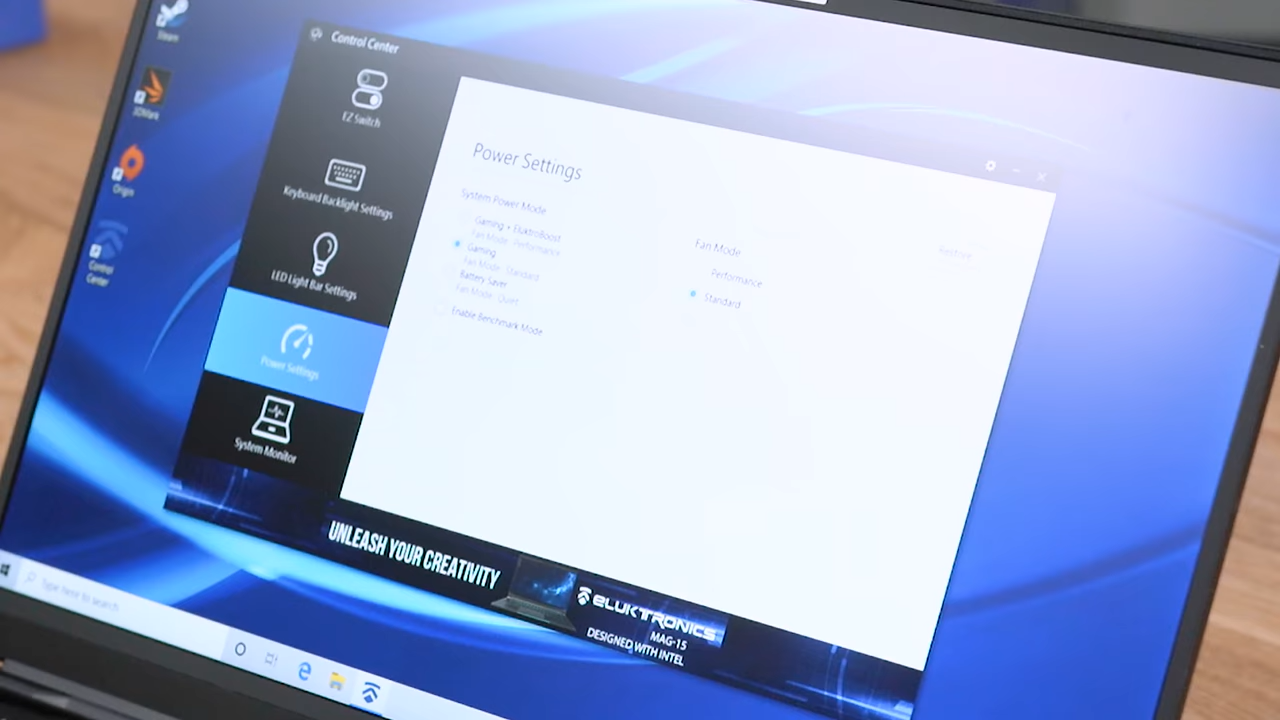 Steam
3DMark
Origin
Control
Center
Control Center
EZ Switch
Keyboard Backlight Settings
LED Light Bar Settings
Power Settings
System Monitor
Power Settings
System Power Mode
Gaming + EluktroBoost
Fan Mode: Performance
Gaming
Fan Mode: Standard
Battery Saver
Fan Mode: Quiet
Enable Benchmark Mode
Fan Mode
Performance
Standard
Restore
UNLEASH YOUR CREATIVITY
ELUKTRONICS
MAG-15
DESIGNED WITH INTEL
Type here to search